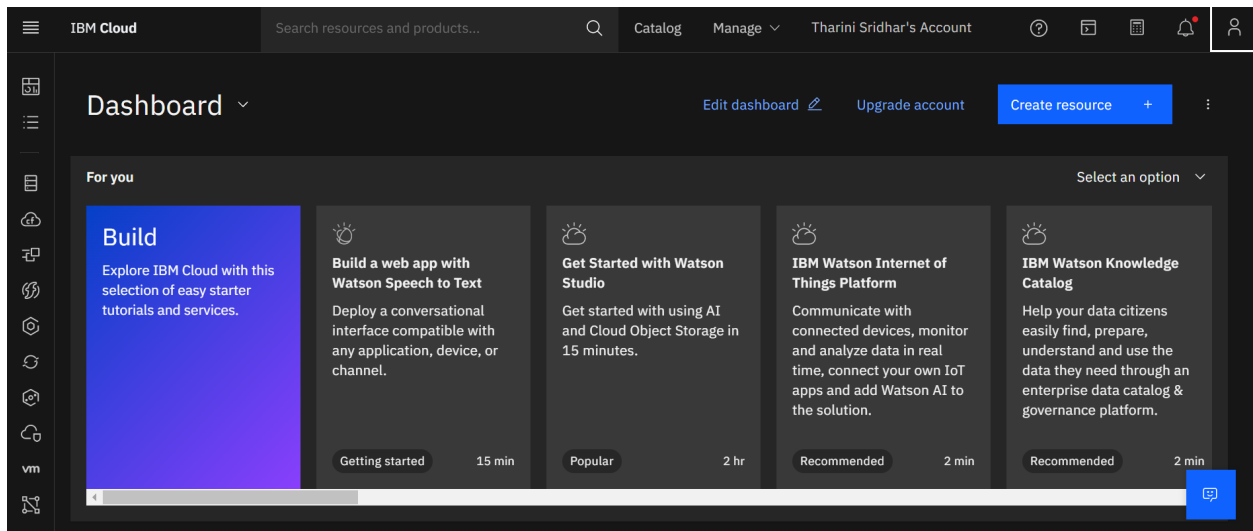 IBM Cloud
Search resources and products...
Catalog
Manage
Tharini Sridhar's Account
Dashboard
Edit dashboard
Upgrade account
Create resource +
For you
Select an option
Build
Explore IBM Cloud with this
selection of easy starter
tutorials and services.
Build a web app with
Watson Speech to Text
Deploy a conversational
interface compatible with
any application, device, or
channel.
Getting started
15 min
Get Started with Watson
Studio
Get started with using AI
and Cloud Object Storage in
15 minutes.
Popular
2 hr
IBM Watson Internet of
Things Platform
Communicate with
connected devices, monitor
and analyze data in real
time, connect your own IoT
apps and add Watson AI to
the solution.
Recommended
2 min
IBM Watson Knowledge
Catalog
Help your data citizens
easily find, prepare,
understand and use the
data they need through an
enterprise data catalog &
governance platform.
Recommended
2 min
cf
vm